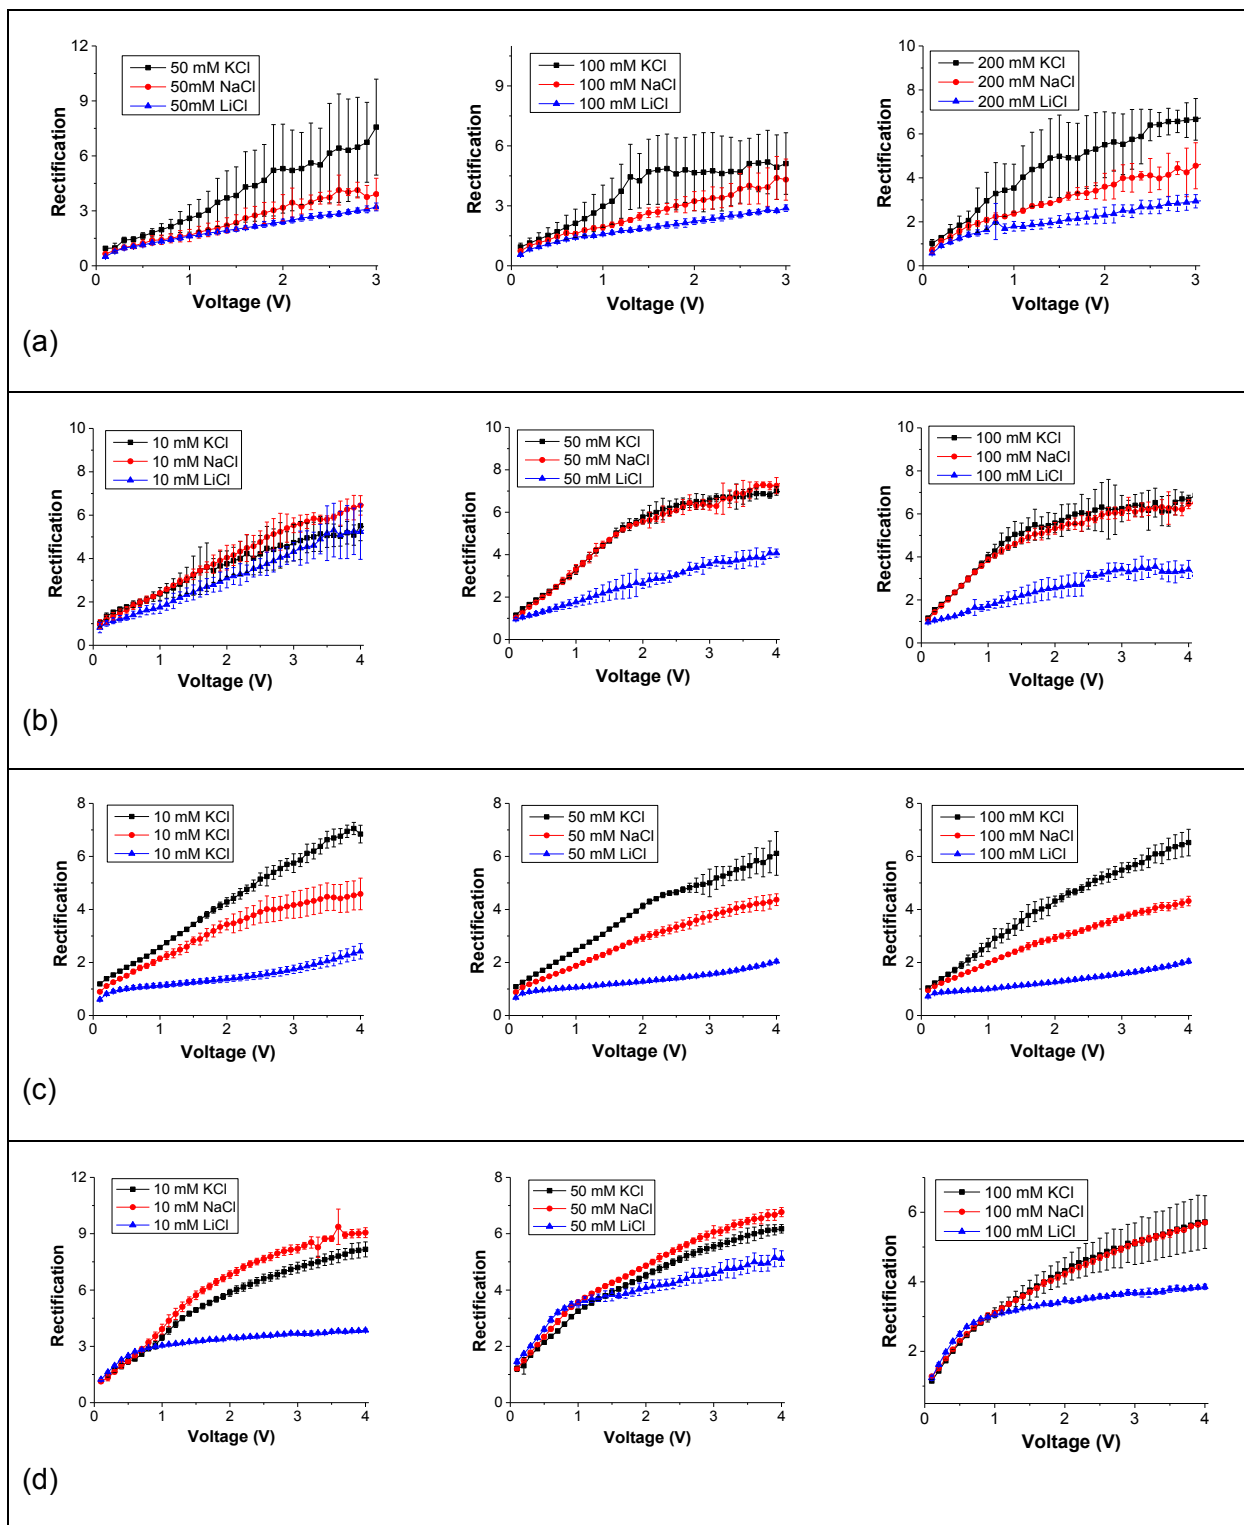 12
9
6
3
0
Rectification
50 mM KCl
50mM NaCl
50mM LiCl
0
1
2
3
Voltage (V)
5
4
3
2
1
0
Rectification
100 mM KCl
100 mM NaCl
100 mM LiCl
0
1
2
3
Voltage (V)
10
8
6
4
2
0
Rectification
200 mM KCl
200 mM NaCl
200 mM LiCl
0
1
2
3
Voltage (V)
(a)
10
8
6
4
2
0
Rectification
10 mM KCl
10 mM NaCl
10 mM LiCl
0
1
2
3
4
Voltage (V)
10
8
6
4
2
0
Rectification
50 mM KCl
50 mM NaCl
50 mM LiCl
0
1
2
3
4
Voltage (V)
10
8
6
4
2
0
Rectification
100 mM KCl
100 mM NaCl
100 mM LiCl
0
1
2
3
4
Voltage (V)
(b)
8
6
4
2
0
Rectification
10 mM KCl
10 mM KCl
10 mM KCl
0
1
2
3
4
Voltage (V)
8
6
4
2
0
Rectification
50 mM KCl
50 mM NaCl
50 mM LiCl
0
1
2
3
4
Voltage (V)
8
6
4
2
0
Rectification
100 mM KCl
100 mM NaCl
100 mM LiCl
0
1
2
3
4
Voltage (V)
(c)
12
9
6
3
0
Rectification
10 mM KCl
10 mM NaCl
10 mM LiCl
0
1
2
3
4
Voltage (V)
8
6
4
2
0
Rectification
50 mM KCl
50 mM NaCl
50 mM LiCl
0
1
2
3
4
Voltage (V)
6
4
2
Rectification
100 mM KCl
100 mM NaCl
100 mM LiCl
0
1
2
3
4
Voltage (V)
(d)